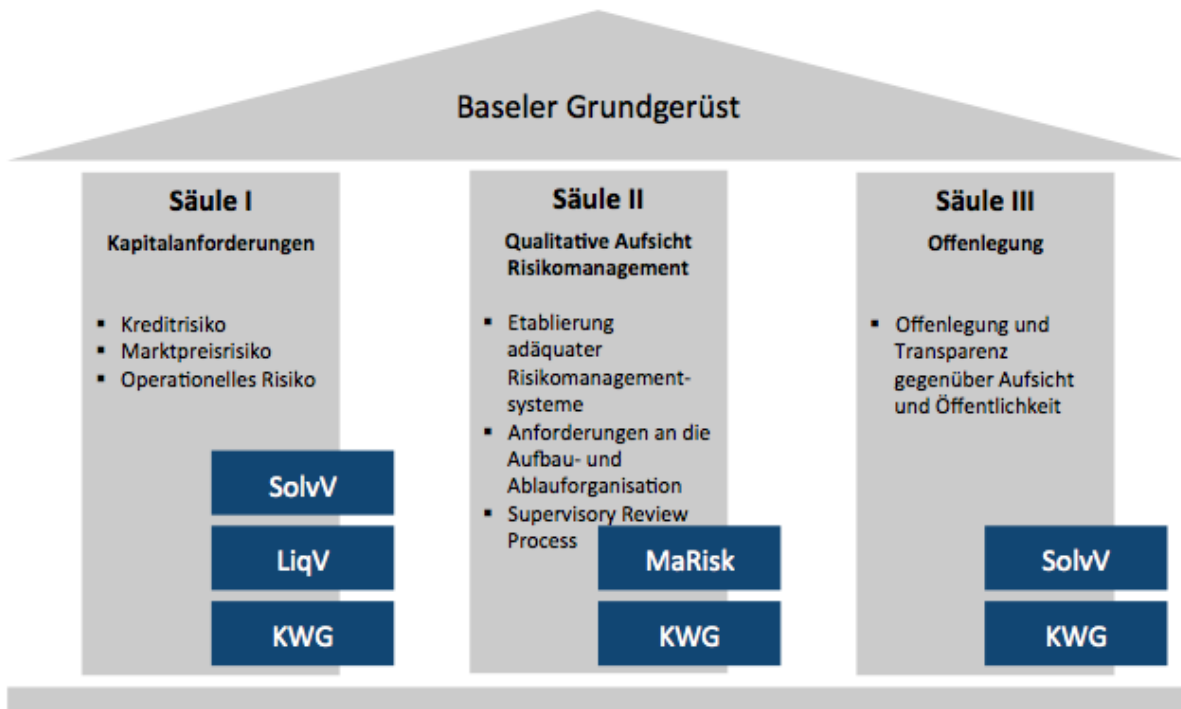 Baseler Grundgerüst
Säule I
Kapitalanforderungen
▪ Kreditrisiko
▪ Marktpreisrisiko
▪ Operationelles Risiko
SolvV
LiqV
KWG
Säule II
Qualitative Aufsicht
Risikomanagement
▪ Etablierung
adäquater
Risikomanagement-
systeme
▪ Anforderungen an die
Aufbau- und
Ablauforganisation
▪ Supervisory Review
Process
MaRisk
KWG
Säule III
Offenlegung
▪ Offenlegung und
Transparenz
gegenüber Aufsicht
und Öffentlichkeit
SolvV
KWG